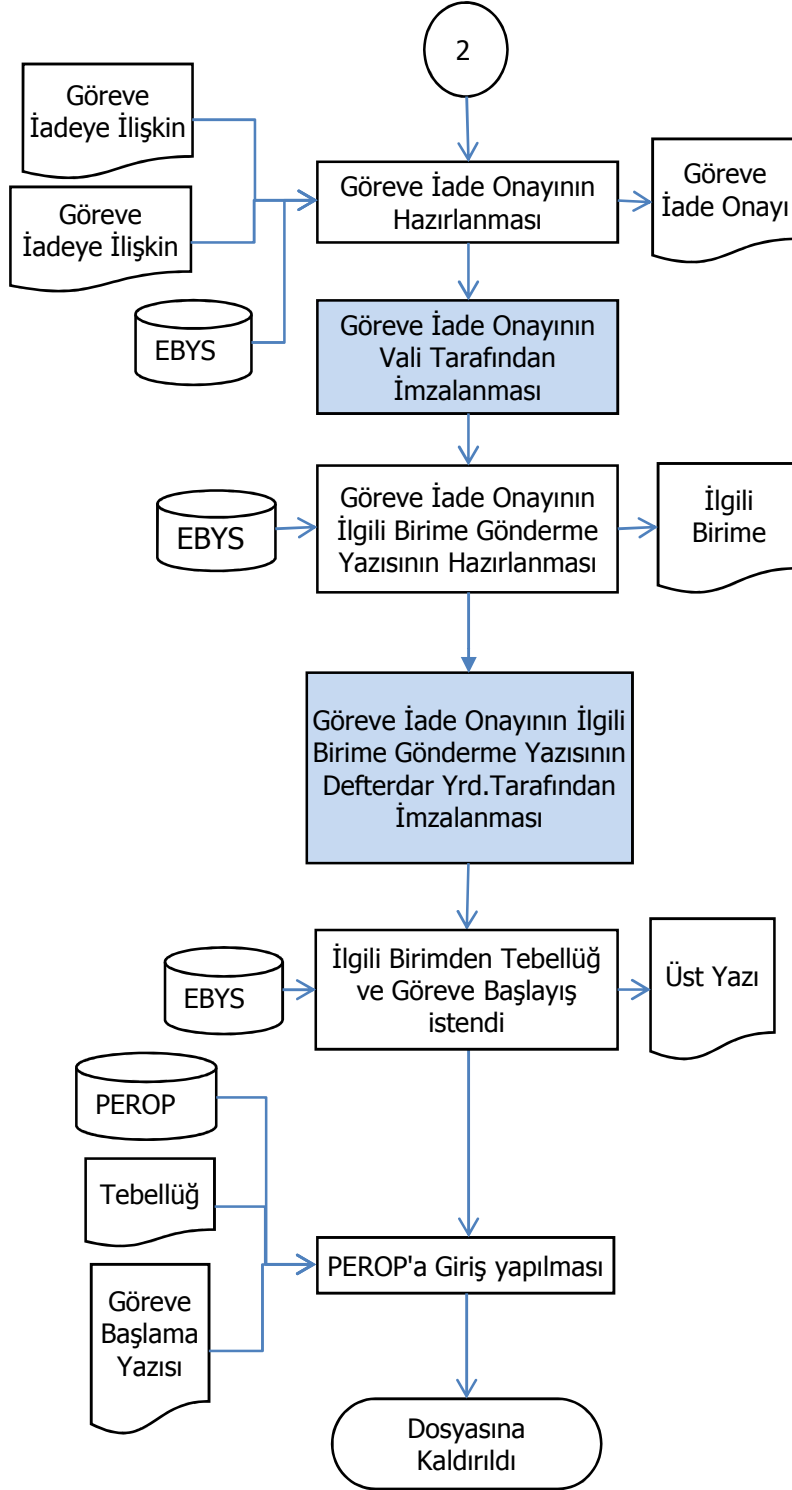 2
Göreve
İadeye İlişkin
Göreve İade Onayının
Hazırlanması
Göreve
İade Onayı
Göreve
İadeye İlişkin
EBYS
Göreve İade Onayının
Vali Tarafından
İmzalanması
EBYS
Göreve İade Onayının
İlgili Birime Gönderme
Yazısının Hazırlanması
İlgili
Birime
Göreve İade Onayının İlgili
Birime Gönderme Yazısının
Defterdar Yrd.Tarafından
İmzalanması
EBYS
İlgili Birimden Tebellüğ
ve Göreve Başlayış
istendi
Üst Yazı
PEROP
Tebellüğ
Göreve
Başlama
Yazısı
PEROP'a Giriş yapılması
Dosyasına
Kaldırıldı